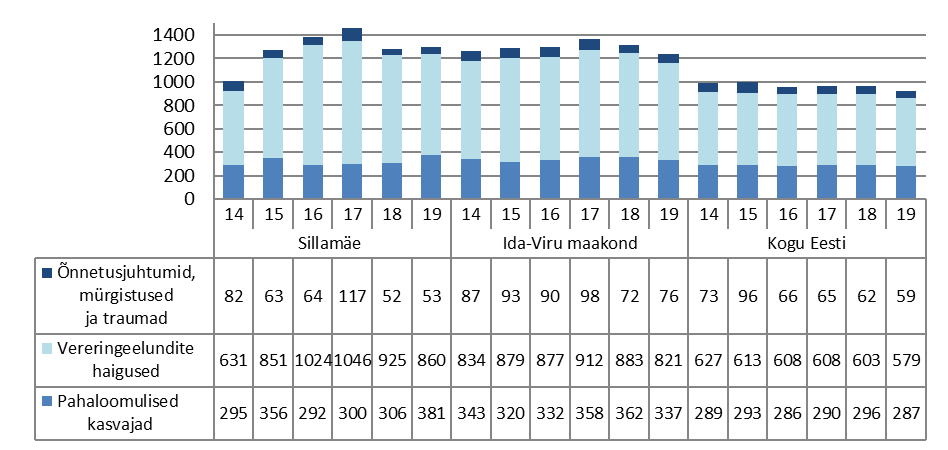 1400
1200
1000
800
600
400
200
0
14 15 16 17 18 19 14 15 16 17 18 19 14 15 16 17 18 19
Sillamäe Ida-Viru maakond Kogu Eesti
Õnnetusjuhtumid,
mürgistused
ja traumad
82 63 64 117 52 53 87 93 90 98 72 76 73 96 66 65 62 59
Vereringeelundite
haigused
631 851 1024 1046 925 860 834 879 877 912 883 821 627 613 608 608 603 579
Pahaloomulised
kasvajad
295 356 292 300 306 381 343 320 332 358 362 337 289 293 286 290 296 287